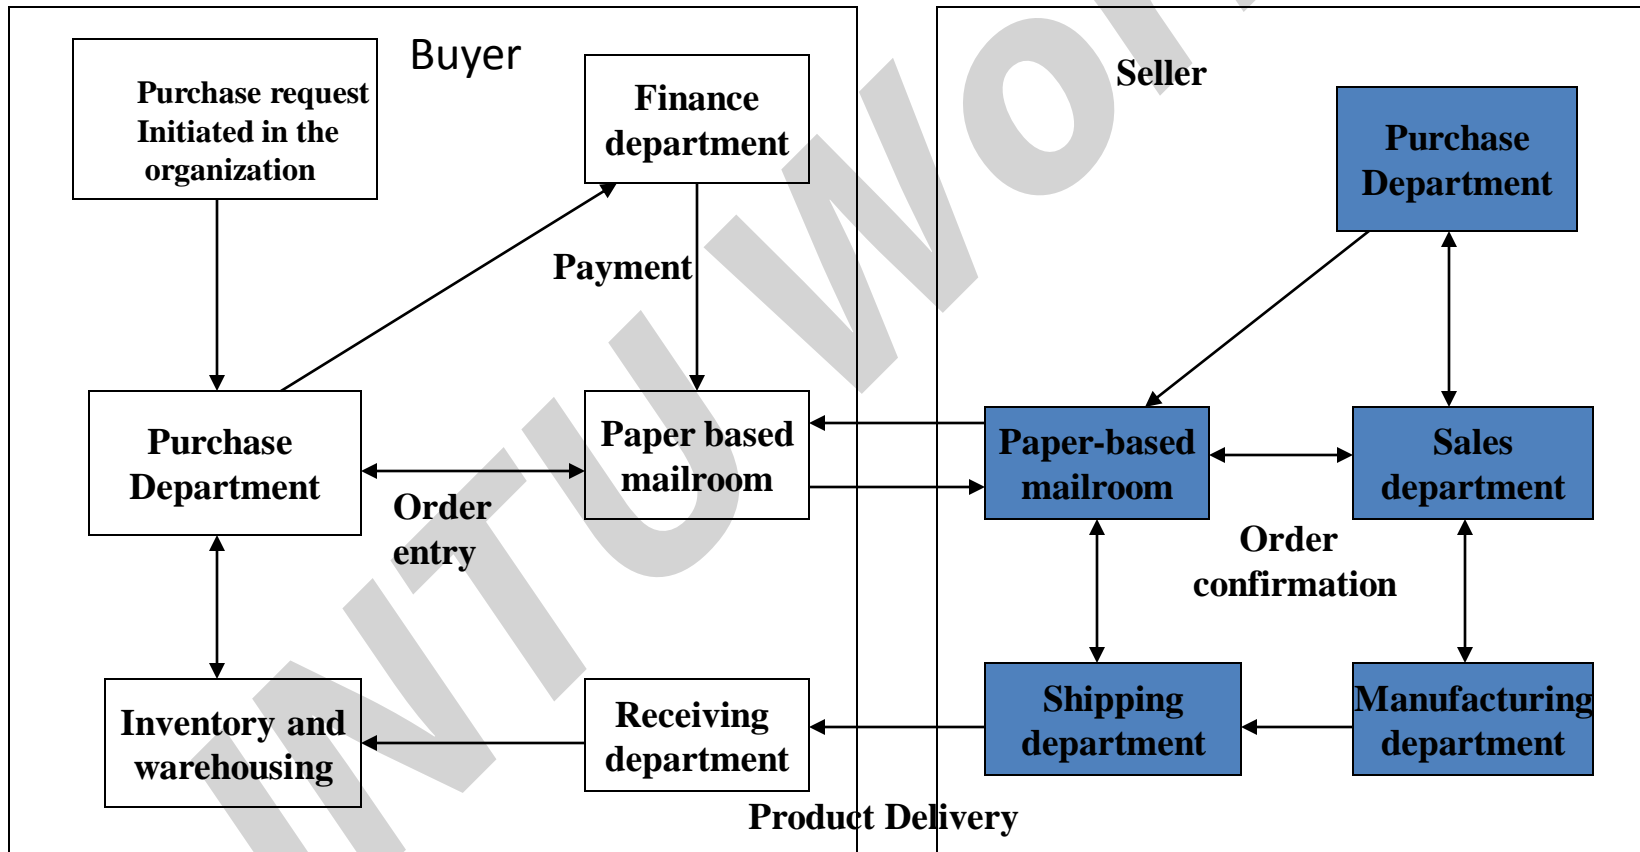 Buyer
Purchase request
Initiated in the
organization
Finance
department
Payment
Purchase
Department
Paper based
mailroom
Order
entry
Inventory and
warehousing
Receiving
department
Product Delivery
Seller
Purchase
Department
Paper-based
mailroom
Sales
department
Order
confirmation
Shipping
department
Manufacturing
department